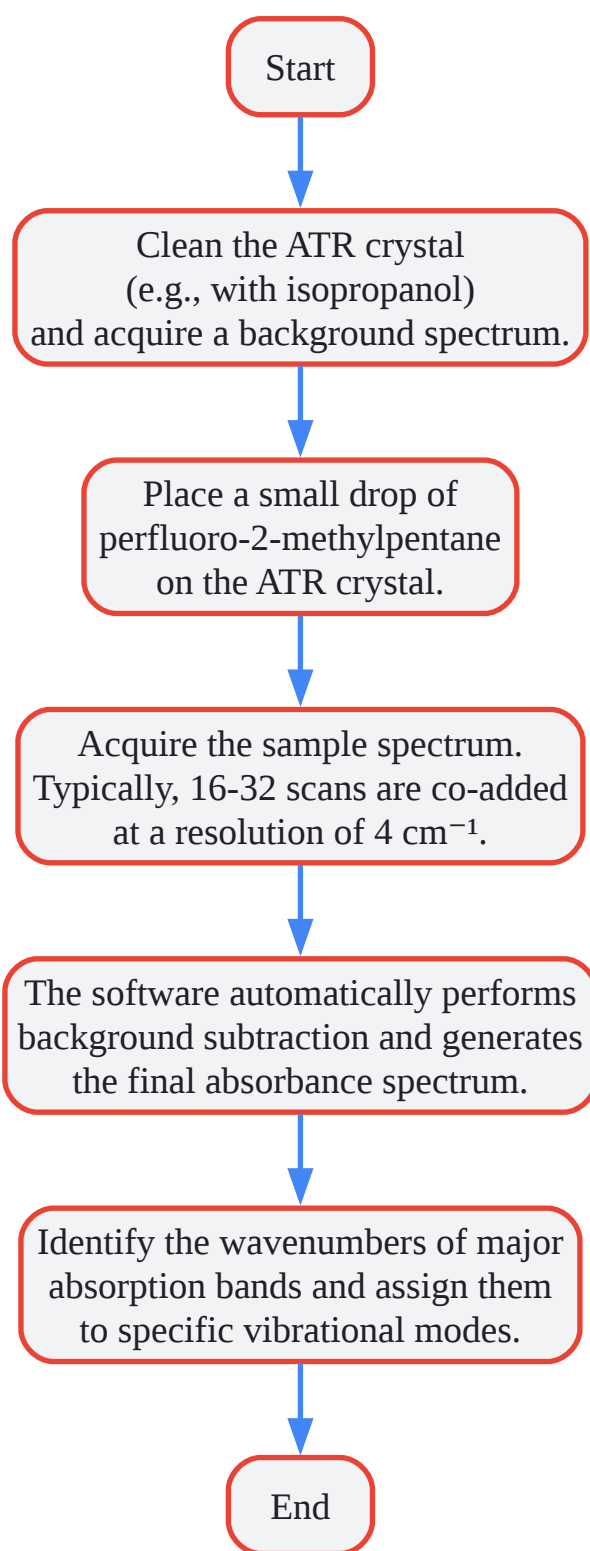 Start
Clean the ATR crystal
(e.g., with isopropanol)
and acquire a background spectrum.
Place a small drop of
perfluoro-2-methylpentane
on the ATR crystal.
Acquire the sample spectrum.
Typically, 16-32 scans are co-added
at a resolution of 4 cm⁻¹.
The software automatically performs
background subtraction and generates
the final absorbance spectrum.
Identify the wavenumbers of major
absorption bands and assign them
to specific vibrational modes.
End